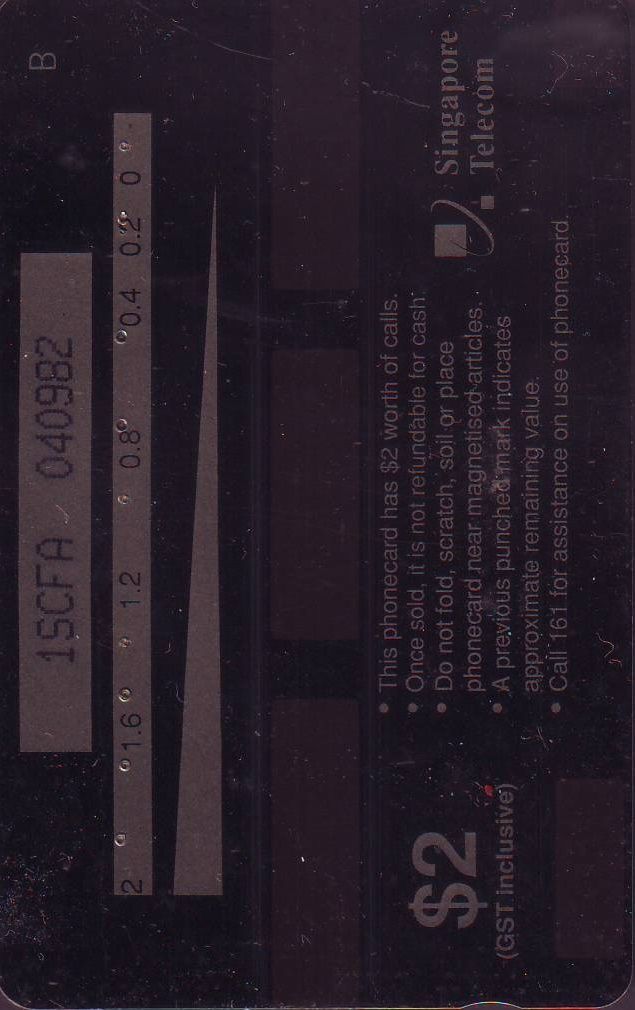 B
2 1.6 1.2 0.8 0.4 0.2 0
1SCFA 040982
Singapore
Telecom
• This phonecard has $2 worth of calls.
• Once sold, it is not refundable for cash.
• Do not fold, scratch, soil or place
phonecard near magnetised articles.
• A previous punched mark indicates
approximate remaining value.
• Call 161 for assistance on use of phonecard.
$2
(GST inclusive)